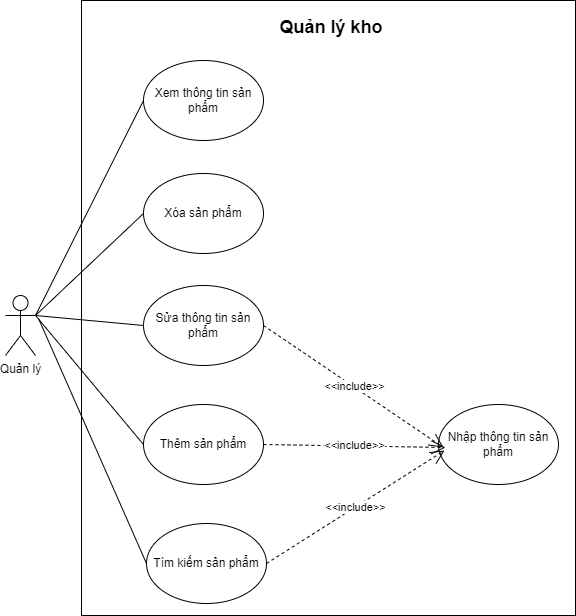 Quản lý kho
Xem thông tin sản
phẩm
Xóa sản phẩm
Sửa thông tin sản
phẩm
Quản lý
<<include>>
Thêm sản phẩm
<<include>>
Nhập thông tin sản
phẩm
<<include>>
Tìm kiếm sản phẩm